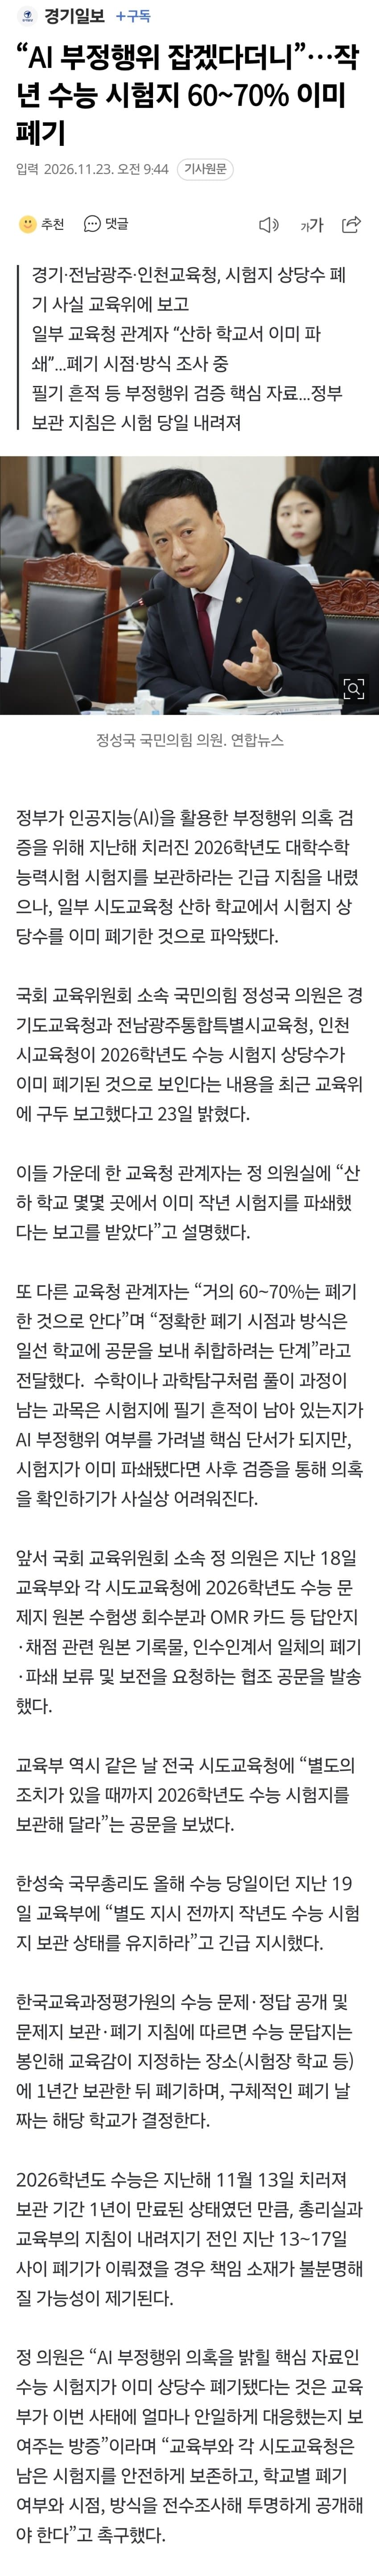 경기일보 +구독
“AI 부정행위 잡겠다더니”…작
년 수능 시험지 60~70% 이미
폐기
입력 2026.11.23. 오전 9:44 기사원문
추천 댓글 가가
경기·전남광주·인천교육청, 시험지 상당수 폐
기 사실 교육위에 보고
일부 교육청 관계자 “산하 학교서 이미 파
쇄”…폐기 시점·방식 조사 중
필기 흔적 등 부정행위 검증 핵심 자료…정부
보관 지침은 시험 당일 내려져
정성국 국민의힘 의원. 연합뉴스
정부가 인공지능(AI)을 활용한 부정행위 의혹 검
증을 위해 지난해 치러진 2026학년도 대학수학
능력시험 시험지를 보관하라는 긴급 지침을 내렸
으나, 일부 시도교육청 산하 학교에서 시험지 상
당수를 이미 폐기한 것으로 파악됐다.
국회 교육위원회 소속 국민의힘 정성국 의원은 경
기도교육청과 전남광주통합특별시교육청, 인천
시교육청이 2026학년도 수능 시험지 상당수가
이미 폐기된 것으로 보인다는 내용을 최근 교육위
에 구두 보고했다고 23일 밝혔다.
이들 가운데 한 교육청 관계자는 정 의원실에 “산
하 학교 몇몇 곳에서 이미 작년 시험지를 파쇄했
다는 보고를 받았다”고 설명했다.
또 다른 교육청 관계자는 “거의 60~70%는 폐기
한 것으로 안다”며 “정확한 폐기 시점과 방식은
일선 학교에 공문을 보내 취합하려는 단계”라고
전달했다. 수학이나 과학탐구처럼 풀이 과정이
남는 과목은 시험지에 필기 흔적이 남아 있는지가
AI 부정행위 여부를 가려낼 핵심 단서가 되지만,
시험지가 이미 파쇄됐다면 사후 검증을 통해 의혹
을 확인하기가 사실상 어려워진다.
앞서 국회 교육위원회 소속 정 의원은 지난 18일
교육부와 각 시도교육청에 2026학년도 수능 문
제지 원본 수험생 회수분과 OMR 카드 등 답안지
·채점 관련 원본 기록물, 인수인계서 일체의 폐기
·파쇄 보류 및 보전을 요청하는 협조 공문을 발송
했다.
교육부 역시 같은 날 전국 시도교육청에 “별도의
조치가 있을 때까지 2026학년도 수능 시험지를
보관해 달라”는 공문을 보냈다.
한성숙 국무총리도 올해 수능 당일이던 지난 19
일 교육부에 “별도 지시 전까지 작년도 수능 시험
지 보관 상태를 유지하라”고 긴급 지시했다.
한국교육과정평가원의 수능 문제·정답 공개 및
문제지 보관·폐기 지침에 따르면 수능 문답지는
봉인해 교육감이 지정하는 장소(시험장 학교 등)
에 1년간 보관한 뒤 폐기하며, 구체적인 폐기 날
짜는 해당 학교가 결정한다.
2026학년도 수능은 지난해 11월 13일 치러져
보관 기간 1년이 만료된 상태였던 만큼, 총리실과
교육부의 지침이 내려지기 전인 지난 13~17일
사이 폐기가 이뤄졌을 경우 책임 소재가 불분명해
질 가능성이 제기된다.
정 의원은 “AI 부정행위 의혹을 밝힐 핵심 자료인
수능 시험지가 이미 상당수 폐기됐다는 것은 교육
부가 이번 사태에 얼마나 안일하게 대응했는지 보
여주는 방증”이라며 “교육부와 각 시도교육청은
남은 시험지를 안전하게 보존하고, 학교별 폐기
여부와 시점, 방식을 전수조사해 투명하게 공개해
야 한다”고 촉구했다.